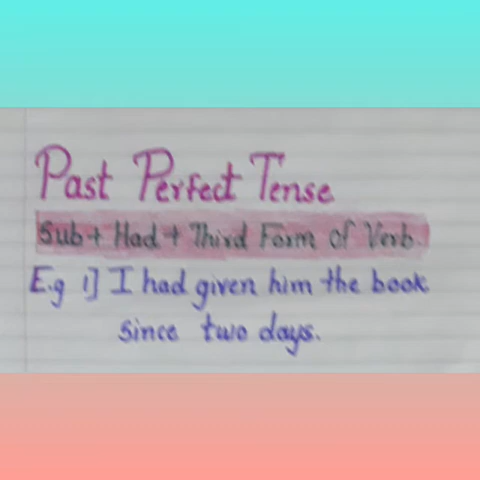 Past Perfect Tense
Sub + Had + Third Form of Verb.
E.g 1] I had given him the book
since two days.